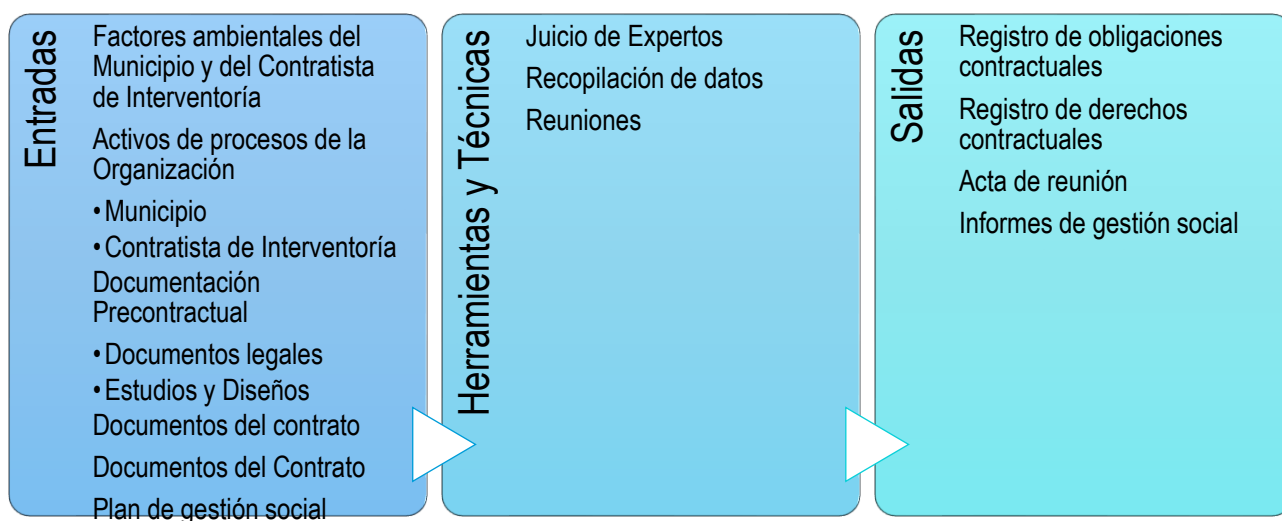 Entradas
Factores ambientales del
Municipio y del Contratista
de Interventoría
Activos de procesos de la
Organización
• Municipio
• Contratista de Interventoría
Documentación
Precontractual
• Documentos legales
• Estudios y Diseños
Documentos del contrato
Documentos del Contrato
Plan de gestión social
Herramientas y Técnicas
Juicio de Expertos
Recopilación de datos
Reuniones
Salidas
Registro de obligaciones
contractuales
Registro de derechos
contractuales
Acta de reunión
Informes de gestión social